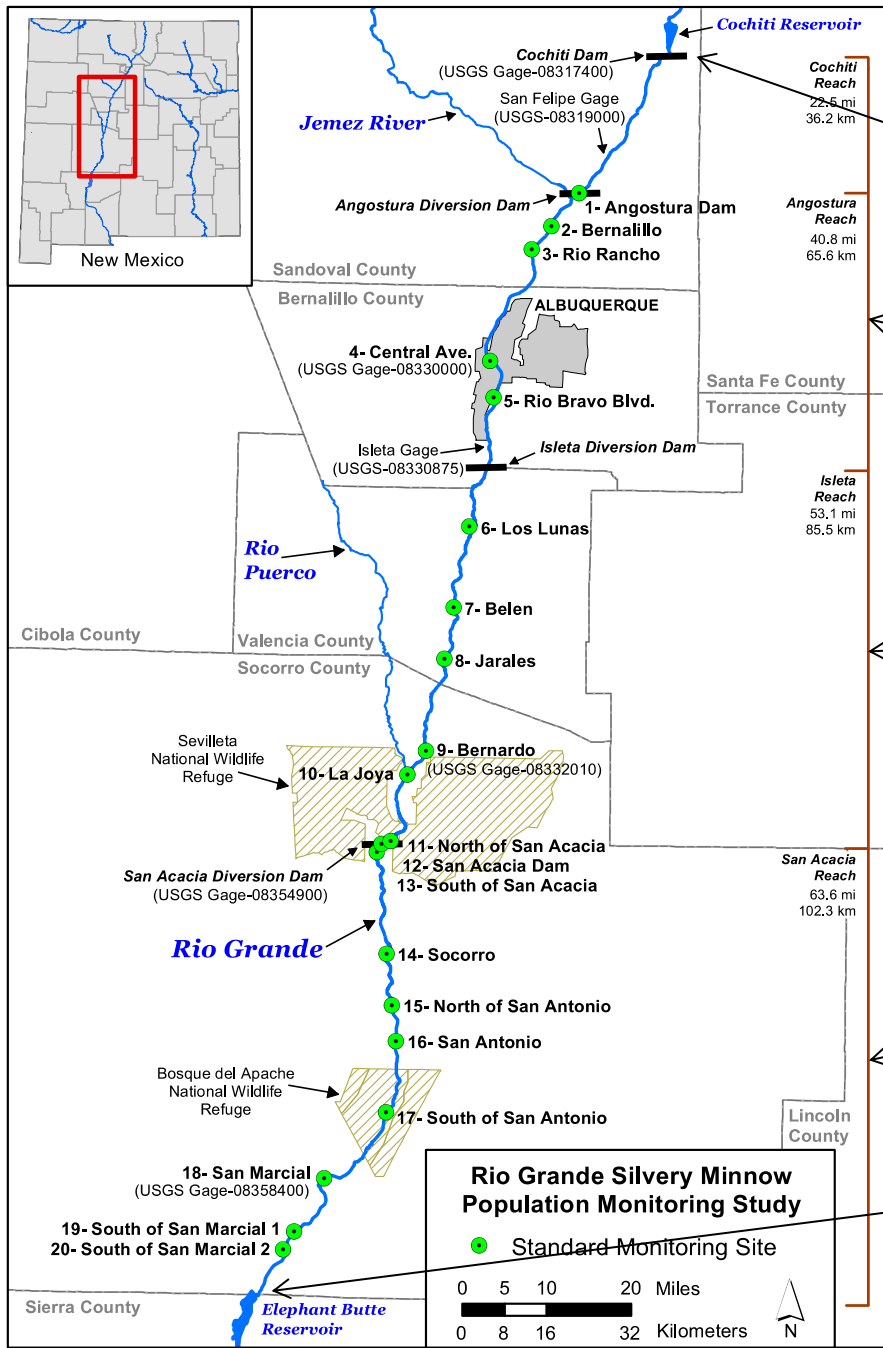 Cochiti Reservoir
Cochiti Dam
(USGS Gage-08317400)
San Felipe Gage
(USGS-08319000)
Cochiti
Reach
22.5 mi
36.2 km
Jemez River
New Mexico
Angostura Diversion Dam
1- Angostura Dam
2- Bernalillo
3- Rio Rancho
Angostura
Reach
40.8 mi
65.6 km
Sandoval County
Bernalillo County
ALBUQUERQUE
4- Central Ave.
(USGS Gage-08330000)
5- Rio Bravo Blvd.
Santa Fe County
Torrance County
Isleta Gage
(USGS-08330875)
Isleta Diversion Dam
Isleta
Reach
53.1 mi
85.5 km
6- Los Lunas
Rio
Puerco
7- Belen
Cibola County
Valencia County
Socorro County
8- Jarales
Sevilleta
National Wildlife
Refuge
9- Bernardo
(USGS Gage-08332010)
10- La Joya
11- North of San Acacia
12- San Acacia Dam
13- South of San Acacia
San Acacia Diversion Dam
(USGS Gage-08354900)
San Acacia
Reach
63.6 mi
102.3 km
Rio Grande
14- Socorro
15- North of San Antonio
16- San Antonio
Bosque del Apache
National Wildlife
Refuge
17- South of San Antonio
Lincoln
County
18- San Marcial
(USGS Gage-08358400)
19- South of San Marcial 1
20- South of San Marcial 2
Sierra County
Elephant Butte
Reservoir
Rio Grande Silvery Minnow
Population Monitoring Study
Standard Monitoring Site
0 5 10 20 Miles
0 8 16 32 Kilometers
N